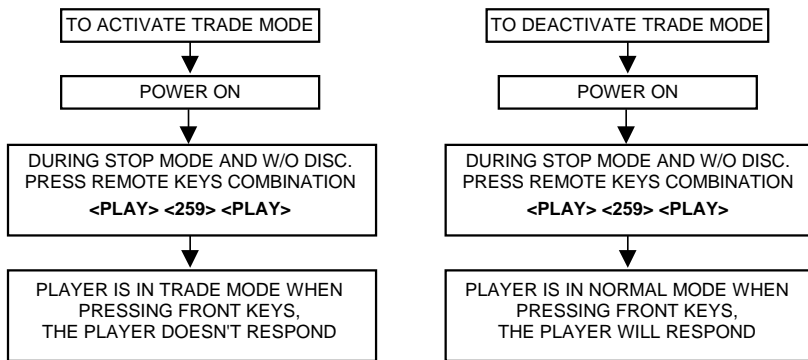 TO ACTIVATE TRADE MODE
POWER ON
DURING STOP MODE AND W/O DISC.
PRESS REMOTE KEYS COMBINATION
<PLAY> <259> <PLAY>
PLAYER IS IN TRADE MODE WHEN
PRESSING FRONT KEYS,
THE PLAYER DOESN'T RESPOND
TO DEACTIVATE TRADE MODE
POWER ON
DURING STOP MODE AND W/O DISC.
PRESS REMOTE KEYS COMBINATION
<PLAY> <259> <PLAY>
PLAYER IS IN NORMAL MODE WHEN
PRESSING FRONT KEYS,
THE PLAYER WILL RESPOND